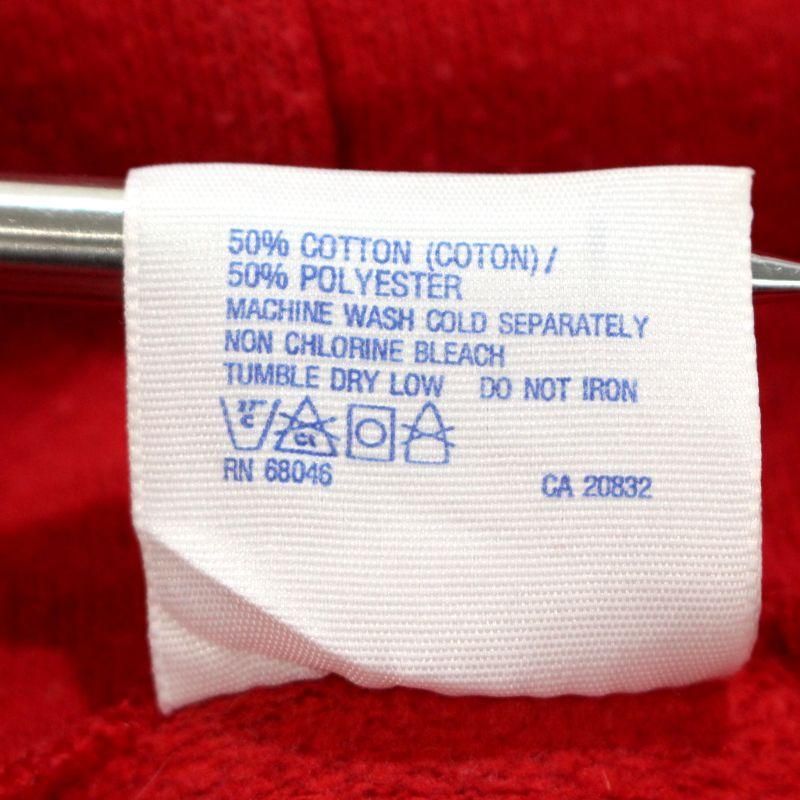 50% COTTON (COTON) /
50% POLYESTER
MACHINE WASH COLD SEPARATELY
NON CHLORINE BLEACH
TUMBLE DRY LOW DO NOT IRON
C CL
RN 68046 CA 20832